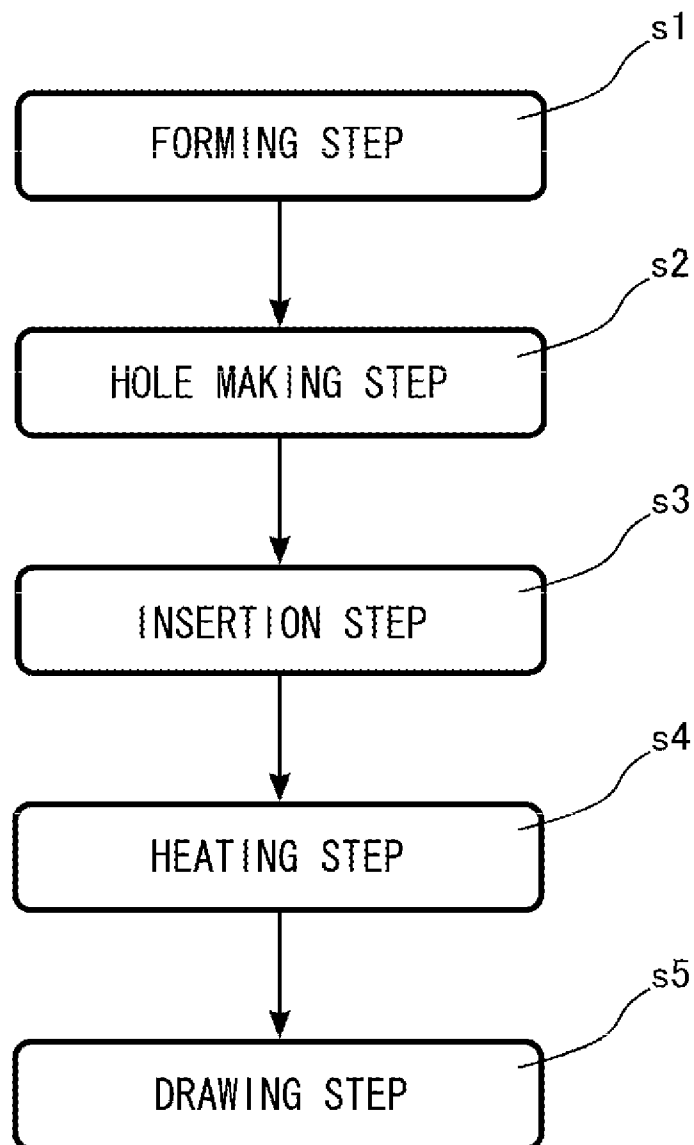 s1
FORMING STEP
s2
HOLE MAKING STEP
s3
INSERTION STEP
s4
HEATING STEP
s5
DRAWING STEP